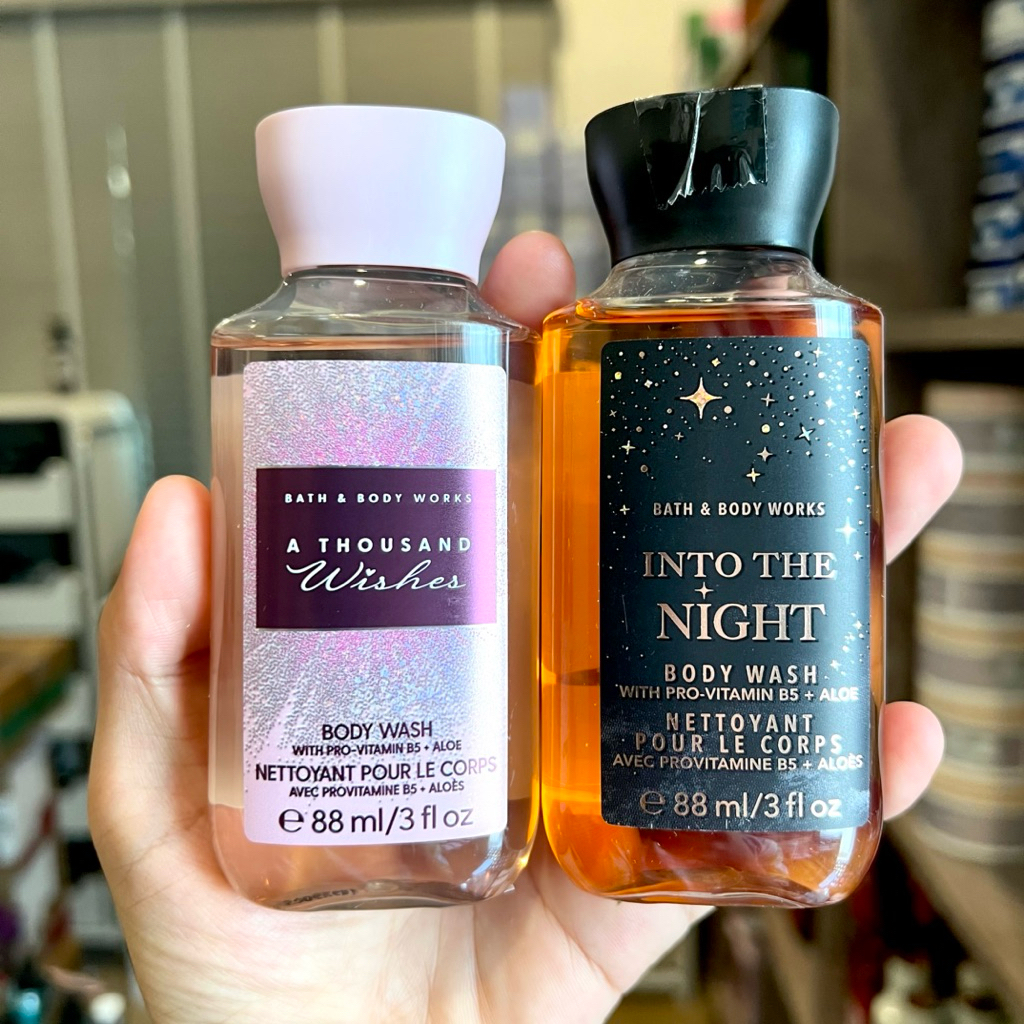 BATH & BODY WORKS
A THOUSAND
Wishes
BODY WASH
WITH PRO-VITAMIN B5 + ALOE
NETTOYANT POUR LE CORPS
AVEC PROVITAMINE B5 + ALOÈS
℮ 88 ml/3 fl oz
BATH & BODY WORKS
INTO THE
NIGHT
BODY WASH
WITH PRO-VITAMIN B5 + ALOE
NETTOYANT
POUR LE CORPS
AVEC PROVITAMINE B5 + ALOÈS
℮ 88 ml/3 fl oz